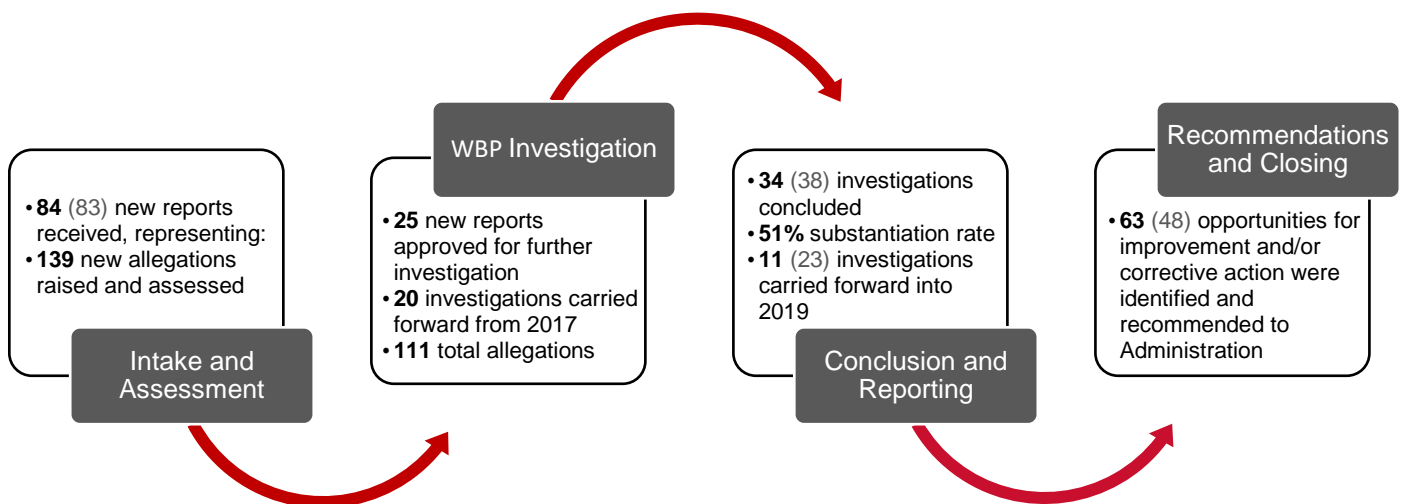 • 84 (83) new reports
received, representing:
• 139 new allegations
raised and assessed
Intake and
Assessment
WBP Investigation
• 25 new reports
approved for further
investigation
• 20 investigations carried
forward from 2017
• 111 total allegations
• 34 (38) investigations
concluded
• 51% substantiation rate
• 11 (23) investigations
carried forward into
2019
Conclusion and
Reporting
Recommendations
and Closing
• 63 (48) opportunities for
improvement and/or
corrective action were
identified and
recommended to
Administration